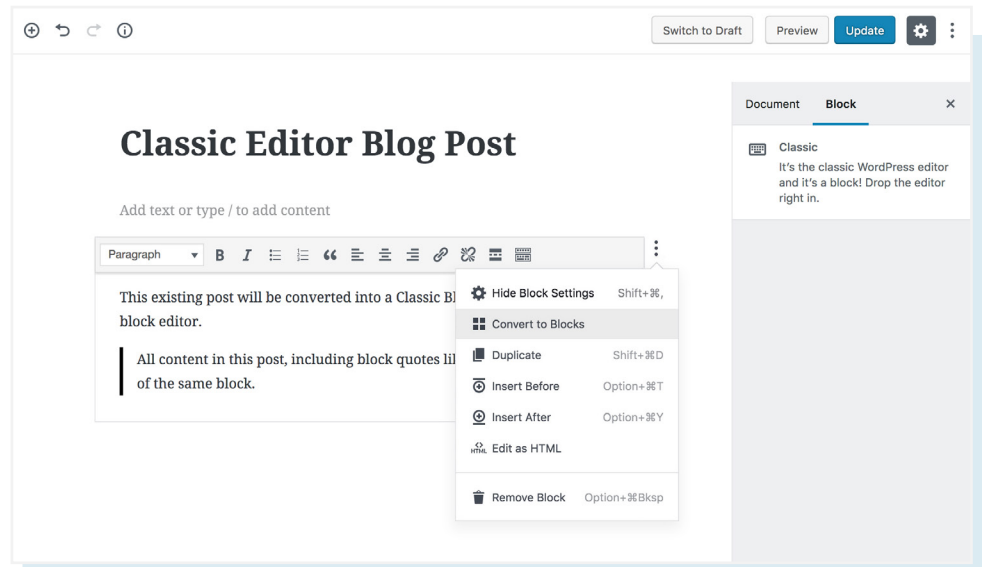 Switch to Draft Preview Update
Document Block
Classic Editor Blog Post
Classic
It's the classic WordPress editor
and it's a block! Drop the editor
right in.
Add text or type / to add content
Paragraph B I
This existing post will be converted into a Classic
block editor.
All content in this post, including block quotes
of the same block.
Hide Block Settings Shift+⌘,
Convert to Blocks
Duplicate Shift+⌘D
Insert Before Option+⌘T
Insert After Option+⌘Y
HTML Edit as HTML
Remove Block Option+⌘Bksp